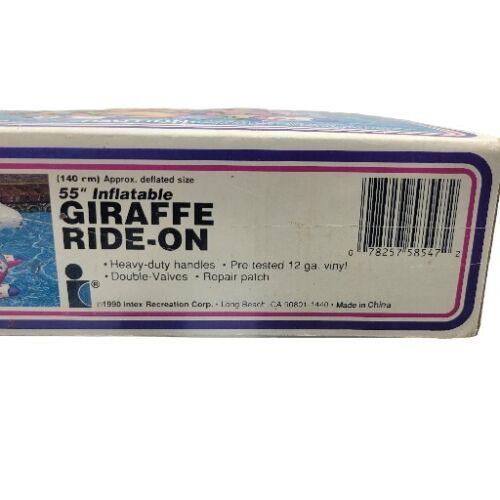 (140 cm) Approx. deflated size
55" Inflatable
GIRAFFE
RIDE-ON
• Heavy-duty handles • Pre tested 12 ga. vinyl
• Double-Valves • Repair patch
®
©1990 Intex Recreation Corp. • Long Beach, CA 90801-1440 • Made in China
0 78257 58547 2